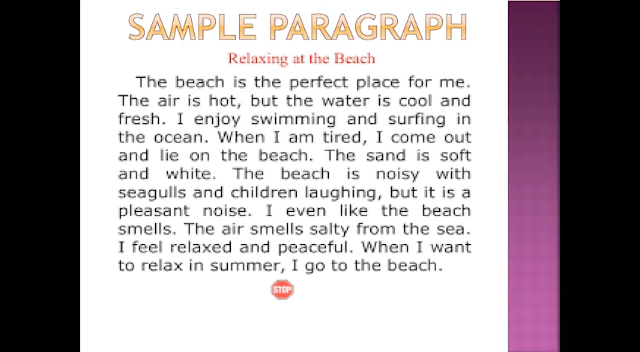 SAMPLE PARAGRAPH
Relaxing at the Beach
The beach is the perfect place for me.
The air is hot, but the water is cool and
fresh. I enjoy swimming and surfing in
the ocean. When I am tired, I come out
and lie on the beach. The sand is soft
and white. The beach is noisy with
seagulls and children laughing, but it is a
pleasant noise. I even like the beach
smells. The air smells salty from the sea.
I feel relaxed and peaceful. When I want
to relax in summer, I go to the beach.
STOP